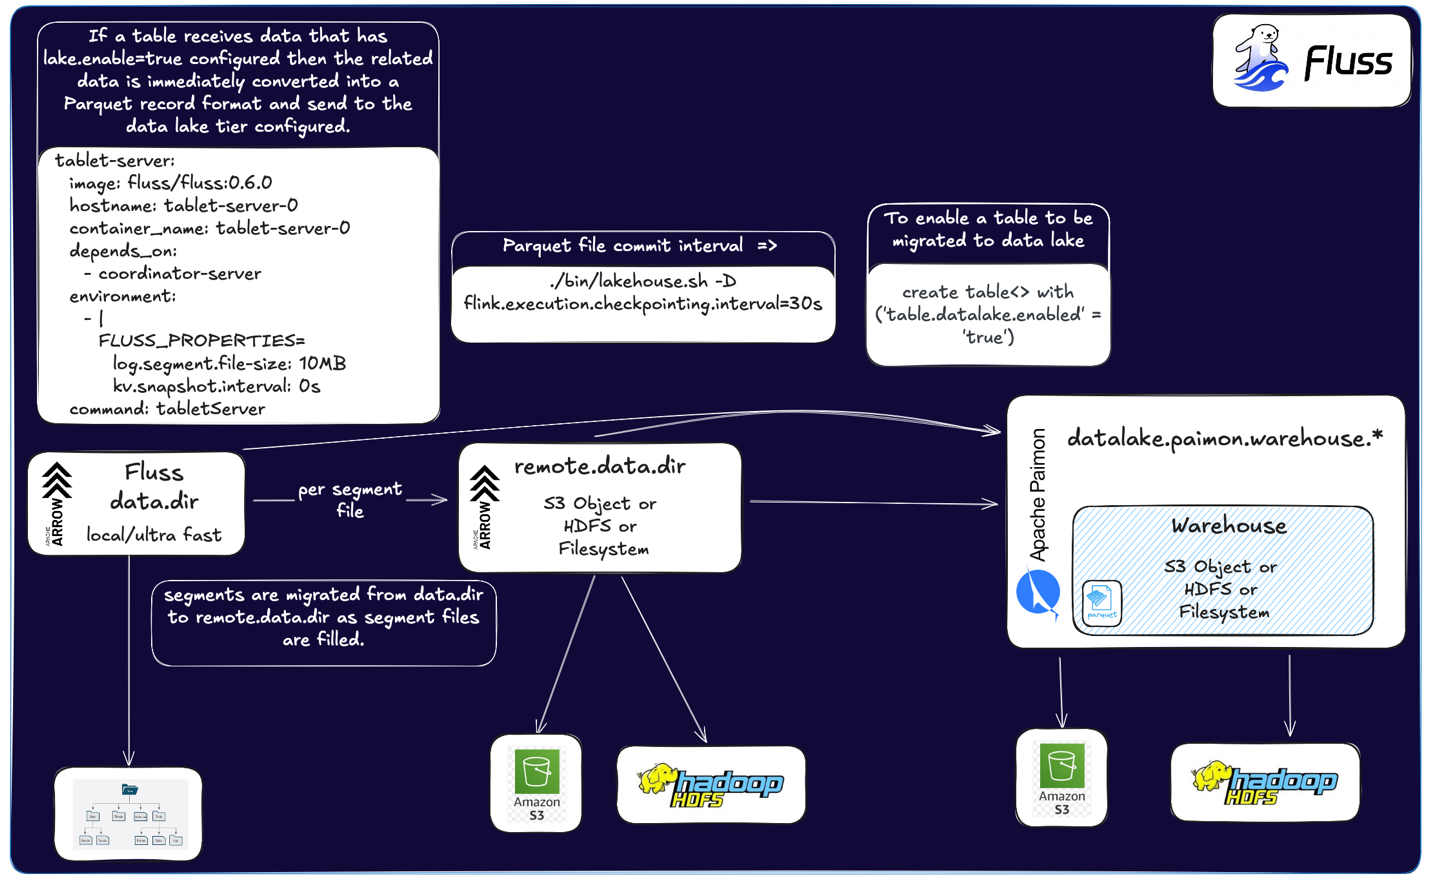 If a table receives data that has
lake.enable=true configured then the related
data is immediately converted into a
Parquet record format and send to the
data lake tier configured.
tablet-server:
image: fluss/fluss:0.6.0
hostname: tablet-server-0
container_name: tablet-server-0
depends_on:
- coordinator-server
environment:
- |
FLUSS_PROPERTIES=
log.segment.file-size: 10MB
kv.snapshot.interval: 0s
command: tabletServer
Fluss
Parquet file commit interval =>
./bin/lakehouse.sh -D
flink.execution.checkpointing.interval=30s
To enable a table to be
migrated to data lake
create table<> with
('table.datalake.enabled' =
'true')
Fluss
data.dir
local/ultra fast
APACHE
ARROW
per segment
file
remote.data.dir
S3 Object or
HDFS or
Filesystem
APACHE
ARROW
datalake.paimon.warehouse.*
Apache Paimon
Warehouse
S3 Object or
HDFS or
Filesystem
parquet
segments are migrated from data.dir
to remote.data.dir as segment files
are filled.
Amazon
S3
hadoop
HDFS
Amazon
S3
hadoop
HDFS